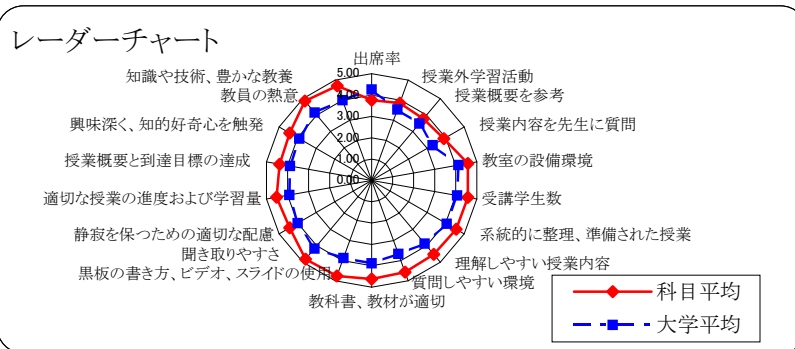 レーダーチャート
出席率
授業外学習活動
授業概要を参考
授業内容を先生に質問
教室の設備環境
受講学生数
系統的に整理、準備された授業
理解しやすい授業内容
質問しやすい環境
教科書、教材が適切
黒板の書き方、ビデオ、スライドの使用
聞き取りやすさ
静寂を保つための適切な配慮
適切な授業の進度および学習量
授業概要と到達目標の達成
興味深く、知的好奇心を触発
教員の熱意
知識や技術、豊かな教養
5.00
4.00
3.00
2.00
1.00
0.00
科目平均
大学平均